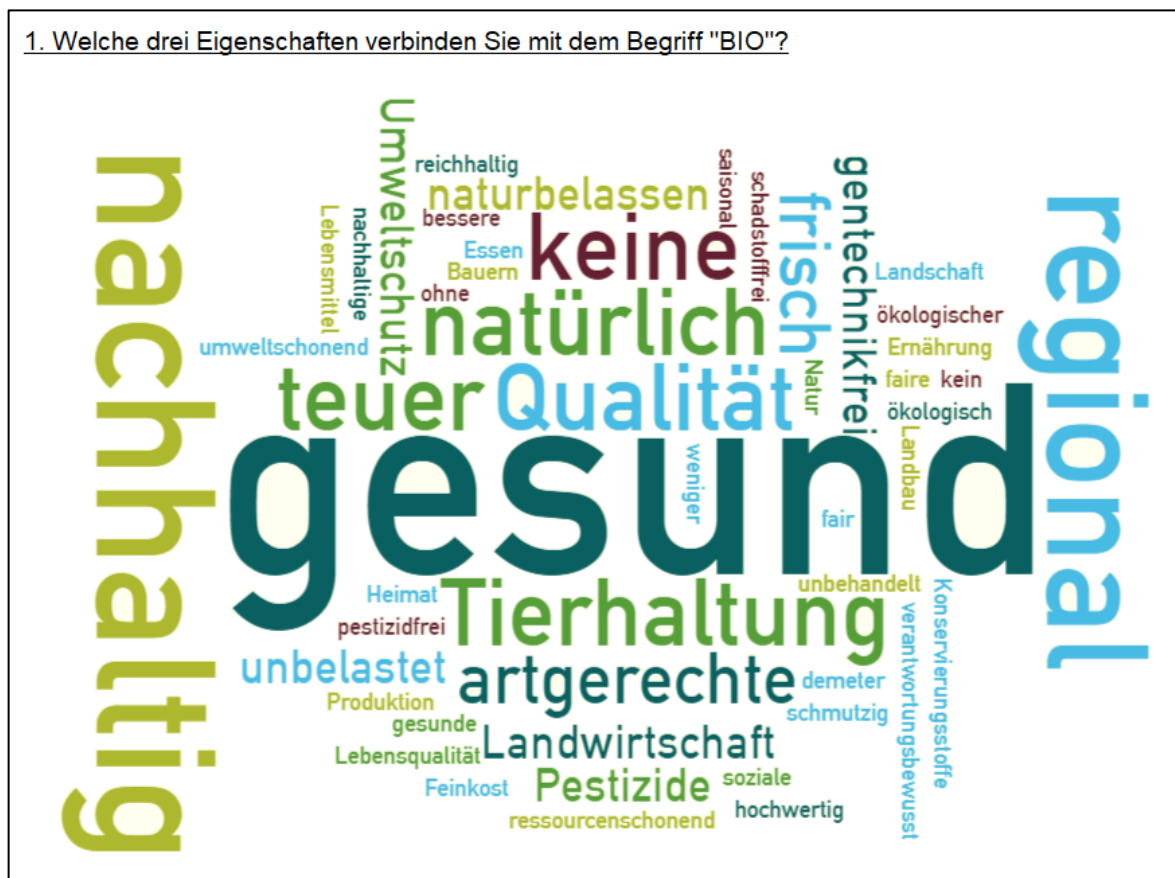 1. Welche drei Eigenschaften verbinden Sie mit dem Begriff "BIO"?
nachhaltig
Umweltschutz
reichhaltig
naturbelassen
saisonal
schadstofffrei
frisch
gentechnikfrei
regional
Lebensmittel
nachhaltige
bessere
keine
Essen
Bauern
ohne
Landschaft
natürlich
ökologischer
umweltschonend
Ernährung
teuer
Qualität
Natur
faire
kein
ökologisch
gesund
weniger
fair
Landbau
Heimat
Tierhaltung
unbehandelt
Konservierungsstoffe
verantwortungsbewusst
pestizidfrei
unbelastet
artgerechte
demeter
Produktion
schmutzig
gesunde
Landwirtschaft
Lebensqualität
Feinkost
Pestizide
soziale
hochwertig
ressourcenschonend